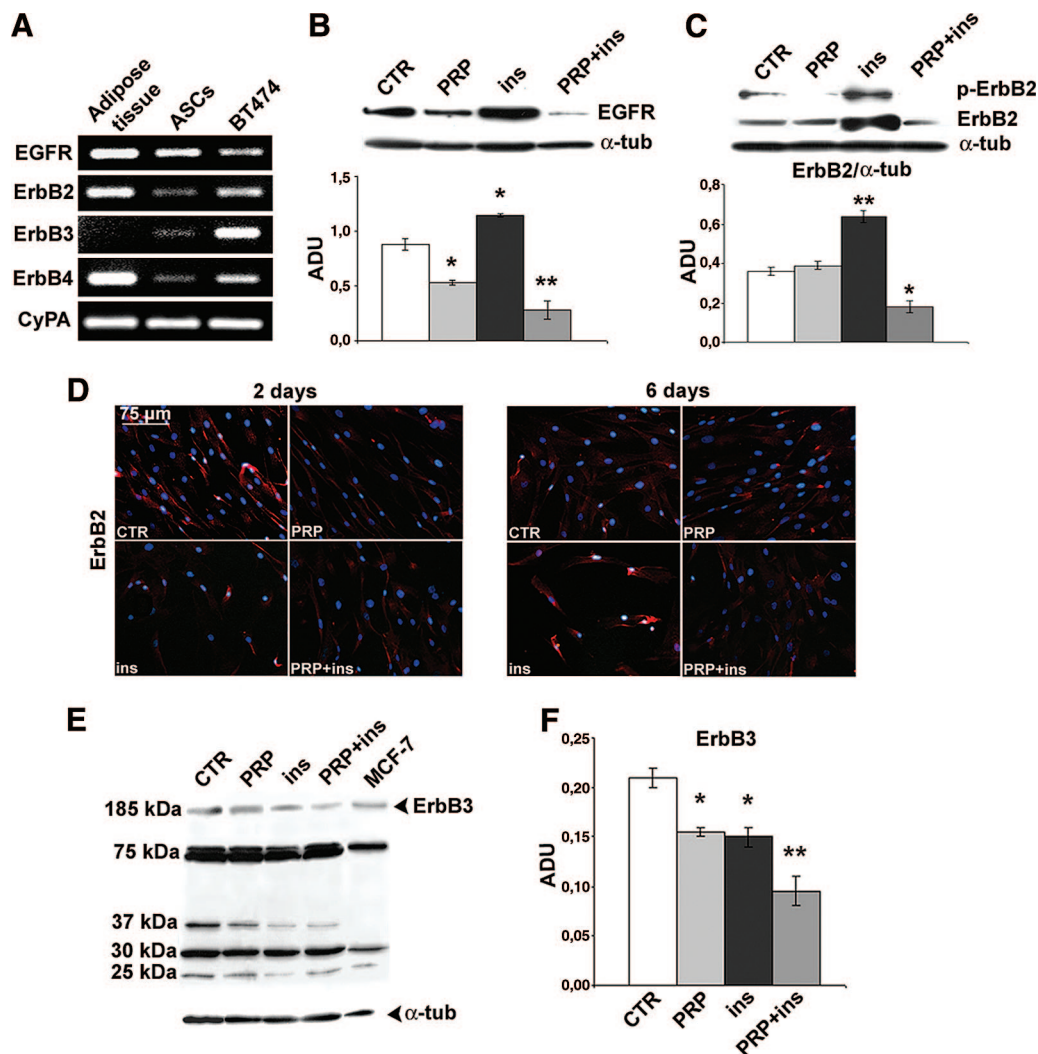 A
Adipose tissue
ASCs
BT474
EGFR
ErbB2
ErbB3
ErbB4
CyPA
B
CTR
PRP
ins
PRP+ins
EGFR
α-tub
1,5
1,0
0,5
0,0
ADU
*
*
**
C
CTR
PRP
ins
PRP+ins
p-ErbB2
ErbB2
α-tub
ErbB2/α-tub
0,8
0,6
0,4
0,2
0,0
ADU
**
*
D
2 days
6 days
75 µm
ErbB2
CTR
PRP
ins
PRP+ins
CTR
PRP
ins
PRP+ins
E
CTR
PRP
ins
PRP+ins
MCF-7
185 kDa
ErbB3
75 kDa
37 kDa
30 kDa
25 kDa
α-tub
F
ErbB3
0,25
0,20
0,15
0,10
0,05
0,00
ADU
*
*
**
CTR
PRP
ins
PRP+ins